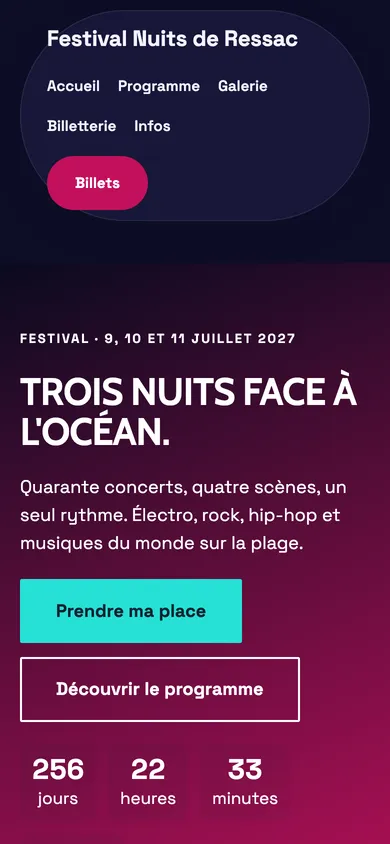 Festival Nuits de Ressac
Accueil Programme Galerie
Billetterie Infos
Billets
FESTIVAL · 9, 10 ET 11 JUILLET 2027
TROIS NUITS FACE À
L'OCÉAN.
Quarante concerts, quatre scènes, un
seul rythme. Électro, rock, hip-hop et
musiques du monde sur la plage.
Prendre ma place
Découvrir le programme
256 22 33
jours heures minutes